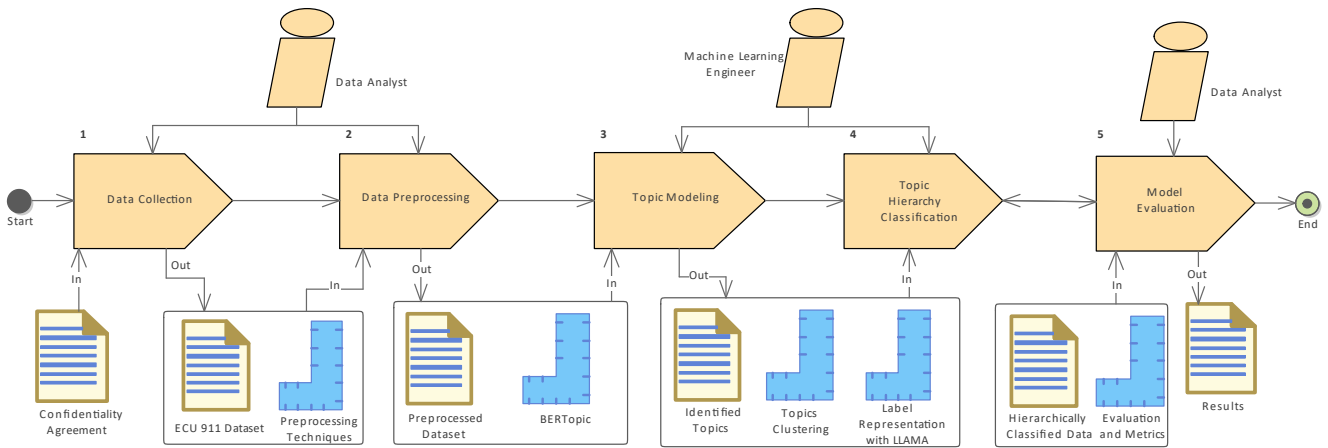 Data Analyst
Machine Learning
Engineer
Data Analyst
1
2
3
4
5
Start
Data Collection
Data Preprocessing
Topic Modeling
Topic
Hierarchy
Classification
Model
Evaluation
End
In
Out
In
Out
In
Out
In
In
Out
Confidentiality
Agreement
ECU 911 Dataset
Preprocessing
Techniques
Preprocessed
Dataset
BERTopic
Identified
Topics
Topics
Clustering
Label
Representation
with LLAMA
Hierarchically
Classified Data
Evaluation
and Metrics
Results